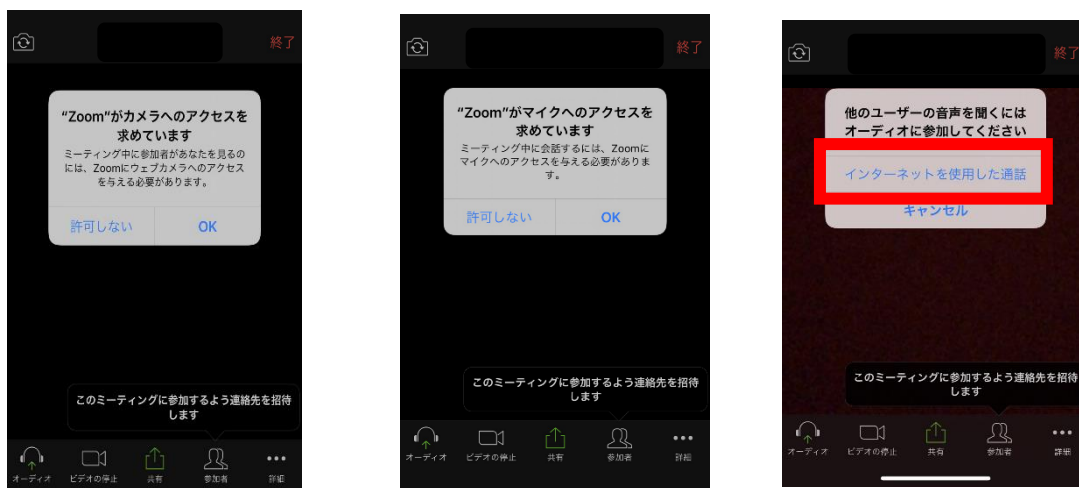 終了
“Zoom”がカメラへのアクセスを
求めています
ミーティング中に参加者があなたを見るの
には、Zoomにウェブカメラへのアクセス
を与える必要があります。
許可しない OK
このミーティングに参加するよう連絡先を招待
します
オーディオ ビデオの停止 共有 参加者 詳細
終了
“Zoom”がマイクへのアクセスを
求めています
ミーティング中に会話するには、Zoomに
マイクへのアクセスを与える必要がありま
す。
許可しない OK
このミーティングに参加するよう連絡先を招待
します
オーディオ ビデオの停止 共有 参加者 詳細
終了
他のユーザーの音声を聞くには
オーディオに参加してください
インターネットを使用した通話
キャンセル
このミーティングに参加するよう連絡先を招待
します
オーディオ ビデオの停止 共有 参加者 詳細